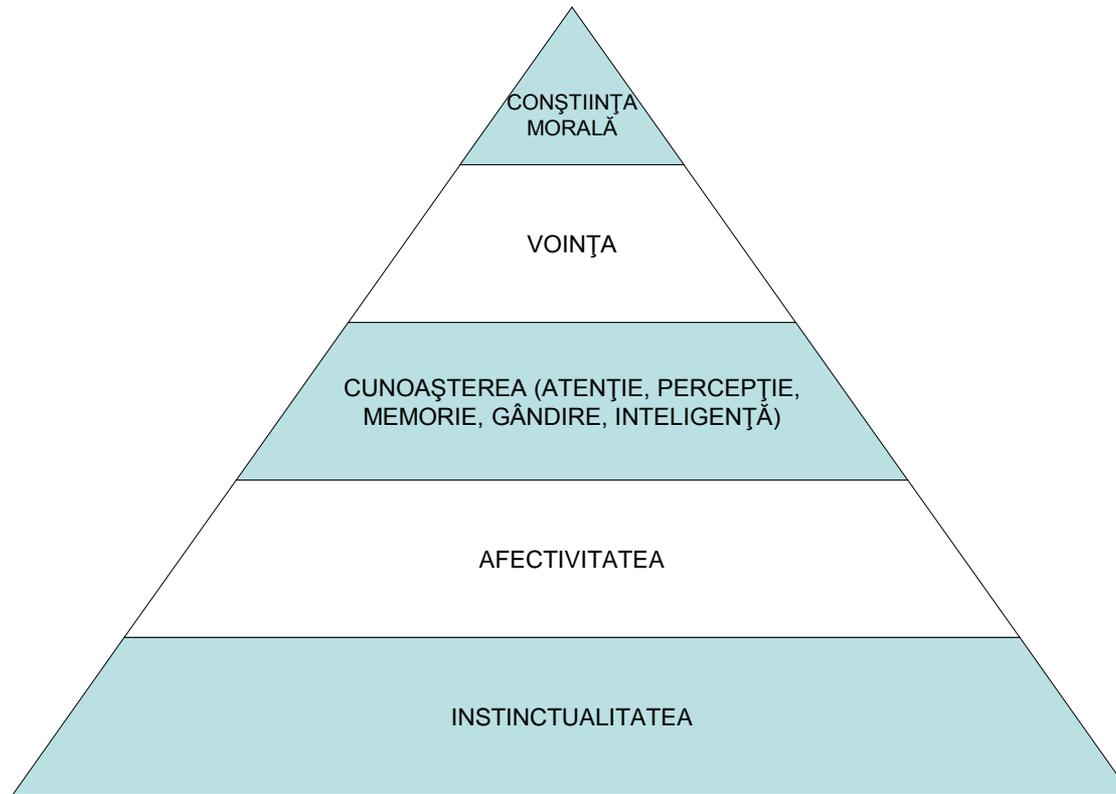 CONŞTIINŢA
MORALĂ
VOINŢA
CUNOAŞTEREA (ATENŢIE, PERCEPŢIE,
MEMORIE, GÂNDIRE, INTELIGENŢĂ)
AFECTIVITATEA
INSTINCTUALITATEA